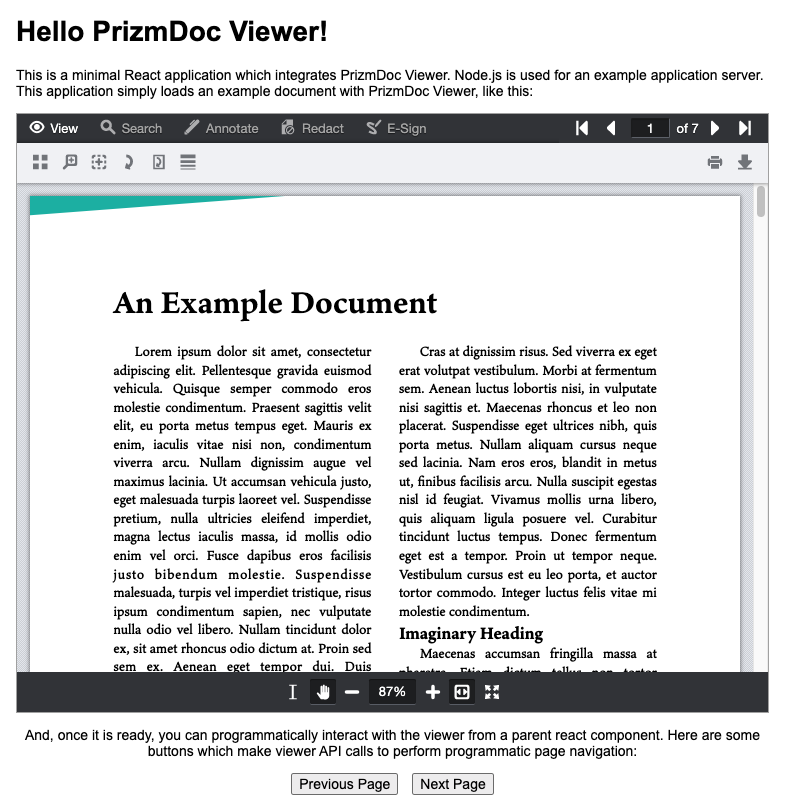 Hello PrizmDoc Viewer!
This is a minimal React application which integrates PrizmDoc Viewer. Node.js is used for an example application server.
This application simply loads an example document with PrizmDoc Viewer, like this:
View Search Annotate Redact E-Sign 1 of 7
An Example Document
Lorem ipsum dolor sit amet, consectetur
adipiscing elit. Pellentesque gravida euismod
vehicula. Quisque semper commodo eros
molestie condimentum. Praesent sagittis velit
elit, eu porta metus tempus eget. Mauris ex
enim, iaculis vitae nisi non, condimentum
viverra arcu. Nullam dignissim augue vel
maximus lacinia. Ut accumsan vehicula justo,
eget malesuada turpis laoreet vel. Suspendisse
pretium, nulla ultricies eleifend imperdiet,
magna lectus iaculis massa, id mollis odio
enim vel orci. Fusce dapibus eros facilisis
justo bibendum molestie. Suspendisse
malesuada, turpis vel imperdiet tristique, risus
ipsum condimentum sapien, nec vulputate
nulla odio vel libero. Nullam tincidunt dolor
ex, sit amet rhoncus odio dictum at. Proin sed
sem ex. Aenean eget tempor dui. Duis
Cras at dignissim risus. Sed viverra ex eget
erat volutpat vestibulum. Morbi at fermentum
sem. Aenean luctus lobortis nisi, in vulputate
nisi sagittis et. Maecenas rhoncus et leo non
placerat. Suspendisse eget ultrices nibh, quis
porta metus. Nullam aliquam cursus neque
sed lacinia. Nam eros eros, blandit in metus
ut, finibus facilisis arcu. Nulla suscipit egestas
nisl id feugiat. Vivamus mollis urna libero,
quis aliquam ligula posuere vel. Curabitur
tincidunt luctus tempus. Donec fermentum
eget est a tempor. Proin ut tempor neque.
Vestibulum cursus est eu leo porta, et auctor
tortor commodo. Integer luctus felis vitae mi
molestie condimentum.
Imaginary Heading
Maecenas accumsan fringilla massa at
pharetra. Etiam dictum tellus non tortor
87%
And, once it is ready, you can programmatically interact with the viewer from a parent react component. Here are some
buttons which make viewer API calls to perform programmatic page navigation:
Previous Page Next Page